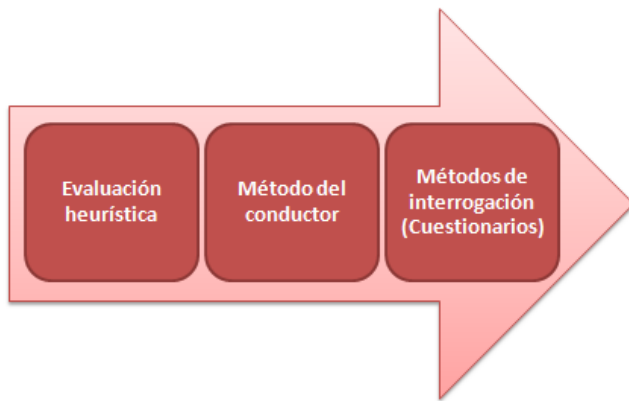 Evaluación
heurística
Método del
conductor
Métodos de
interrogación
(Cuestionarios)